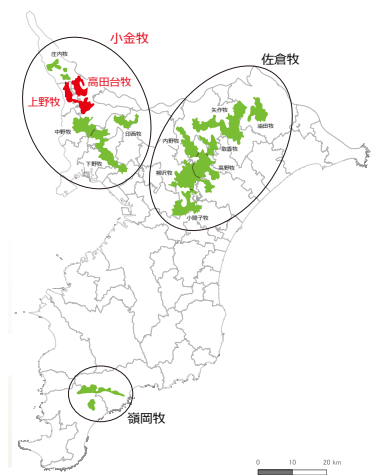 小金牧
佐倉牧
庄内牧
高田台牧
上野牧
中野牧
印西牧
下野牧
矢作牧
油田牧
内野牧
取香牧
柳沢牧
高野牧
小間子牧
嶺岡牧
0 10 20 km